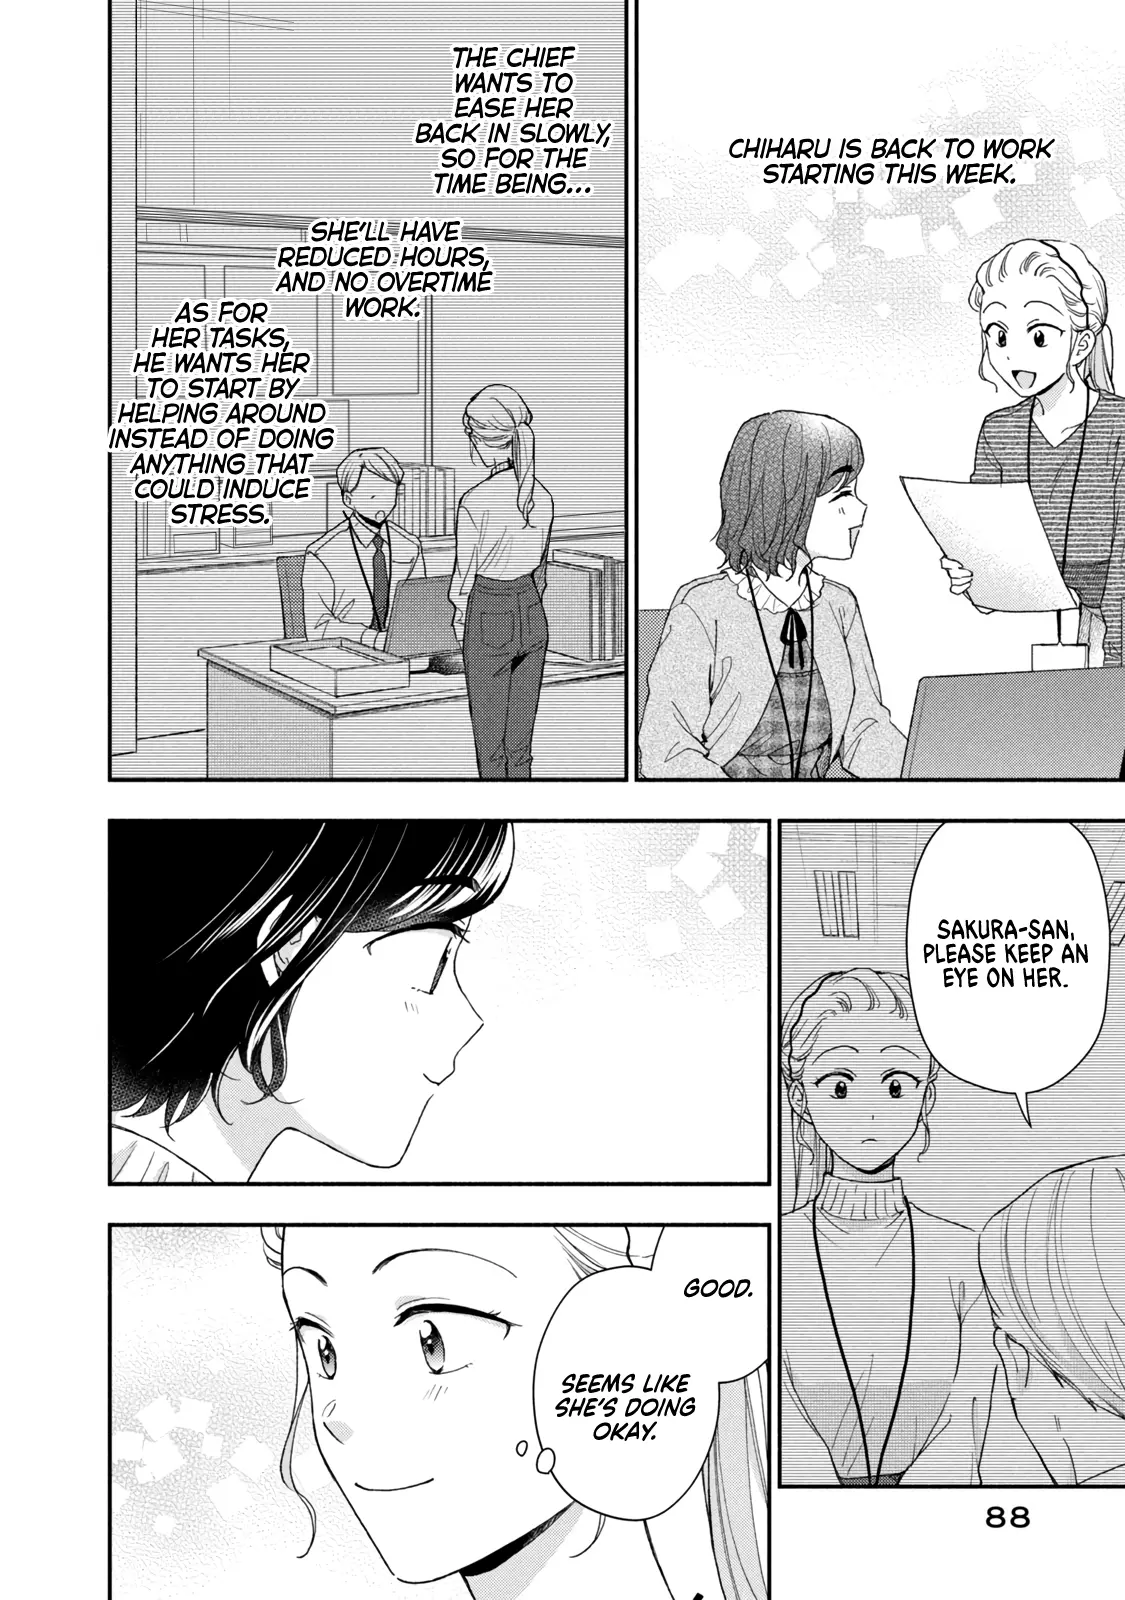 CHIHARU IS BACK TO WORK
STARTING THIS WEEK.
THE CHIEF
WANTS TO
EASE HER
BACK IN SLOWLY,
SO FOR THE
TIME BEING...
SHE'LL HAVE
REDUCED HOURS,
AND NO OVERTIME
WORK.
AS FOR
HER TASKS,
HE WANTS HER
TO START BY
HELPING AROUND
INSTEAD OF DOING
ANYTHING THAT
COULD INDUCE
STRESS.
SAKURA-SAN,
PLEASE KEEP AN
EYE ON HER.
GOOD.
SEEMS LIKE
SHE'S DOING
OKAY.
88